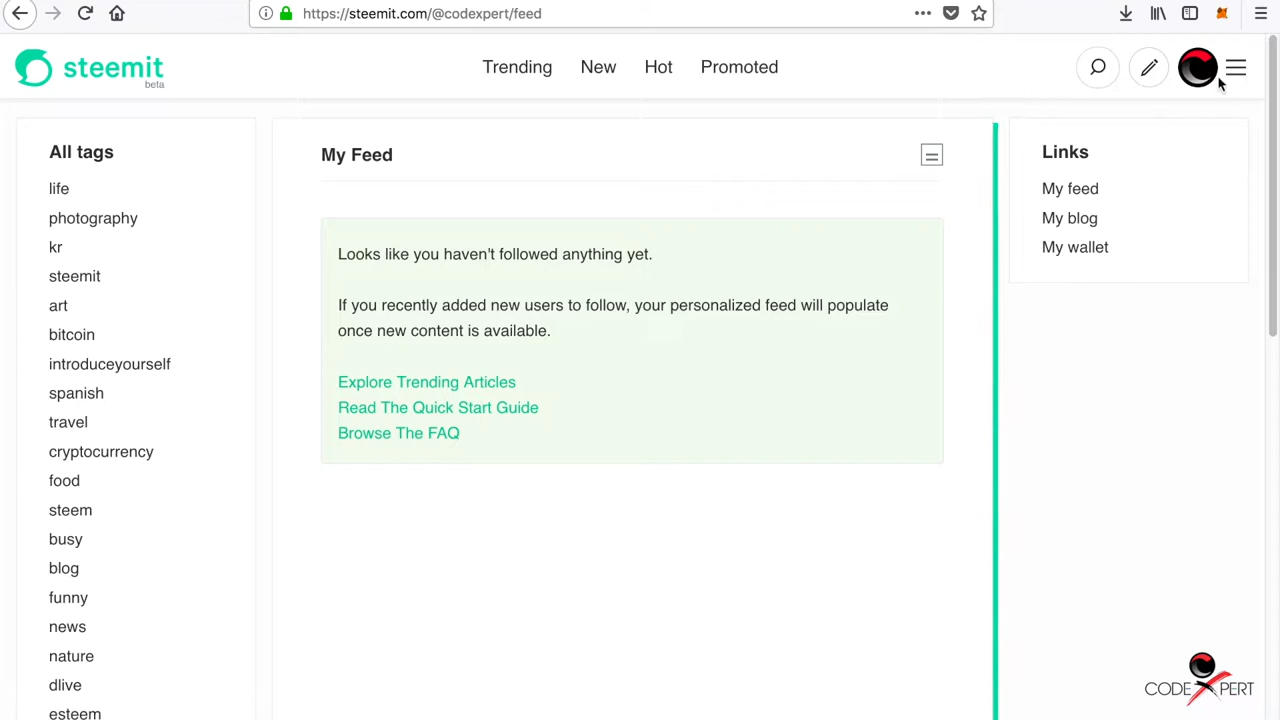 https://steemit.com/@codexpert/feed
steemit
beta
Trending
New
Hot
Promoted
All tags
life
photography
kr
steemit
art
bitcoin
introduceyourself
spanish
travel
cryptocurrency
food
steem
busy
blog
funny
news
nature
dlive
esteem
My Feed
Looks like you haven't followed anything yet.
If you recently added new users to follow, your personalized feed will populate
once new content is available.
Explore Trending Articles
Read The Quick Start Guide
Browse The FAQ
Links
My feed
My blog
My wallet
CODEXPERT